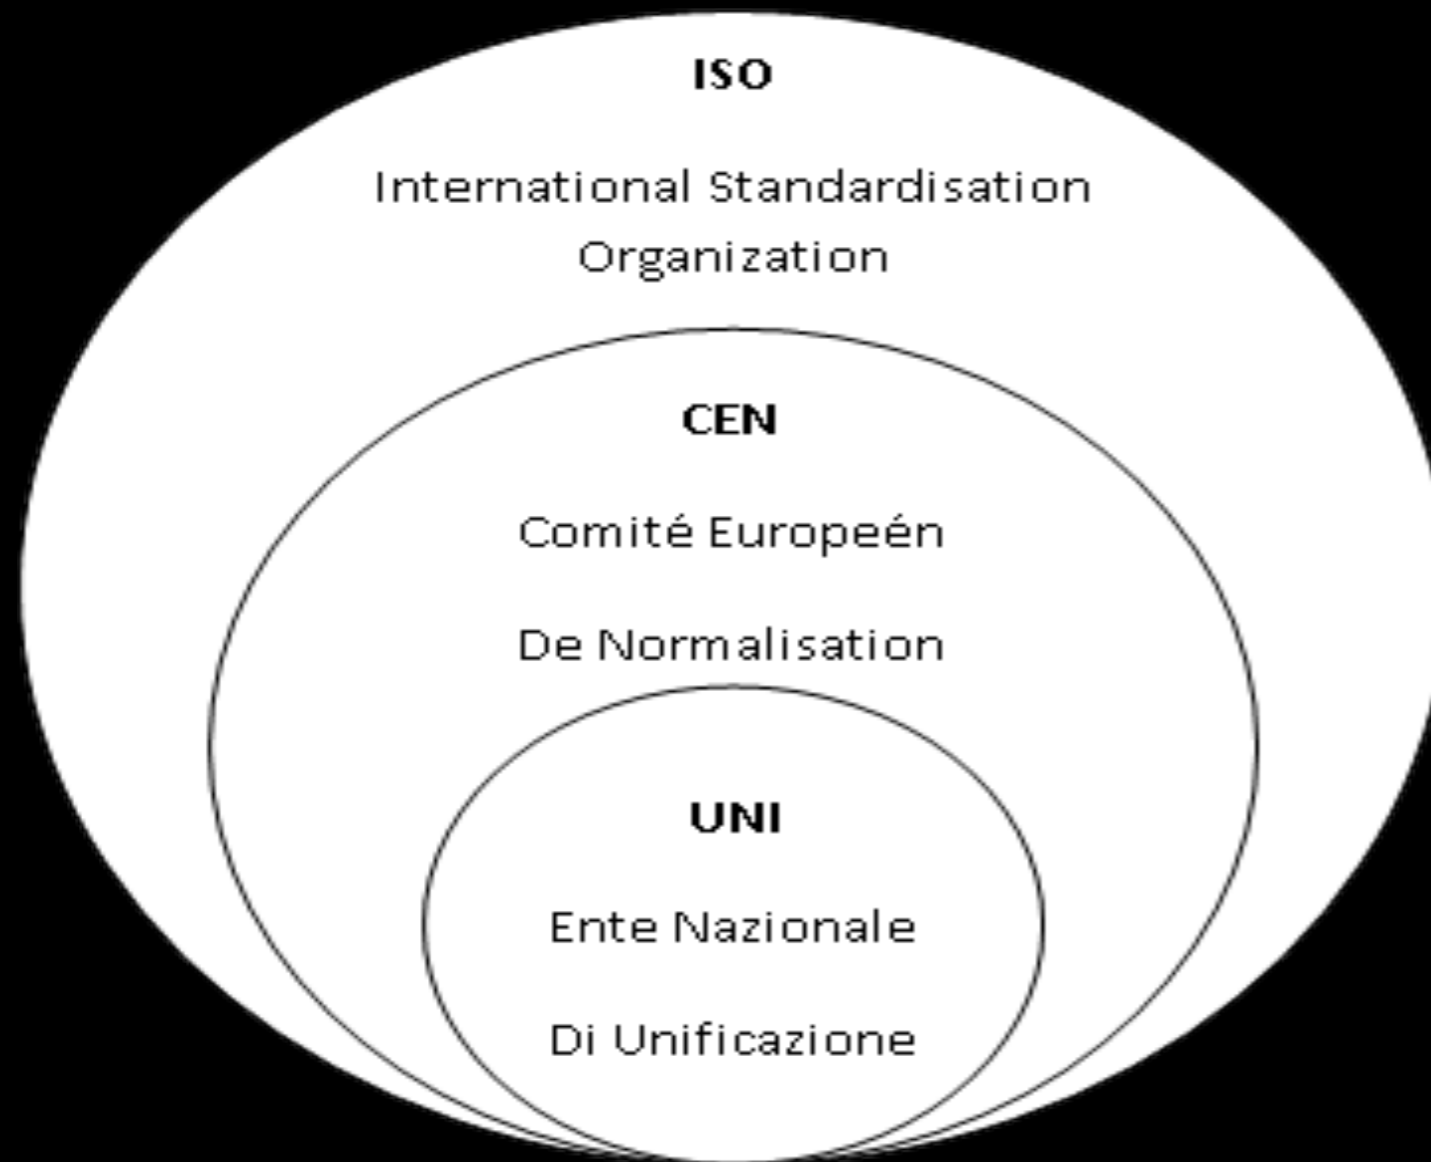 ISO
International Standardisation
Organization
CEN
Comité Europeén
De Normalisation
UNI
Ente Nazionale
Di Unificazione